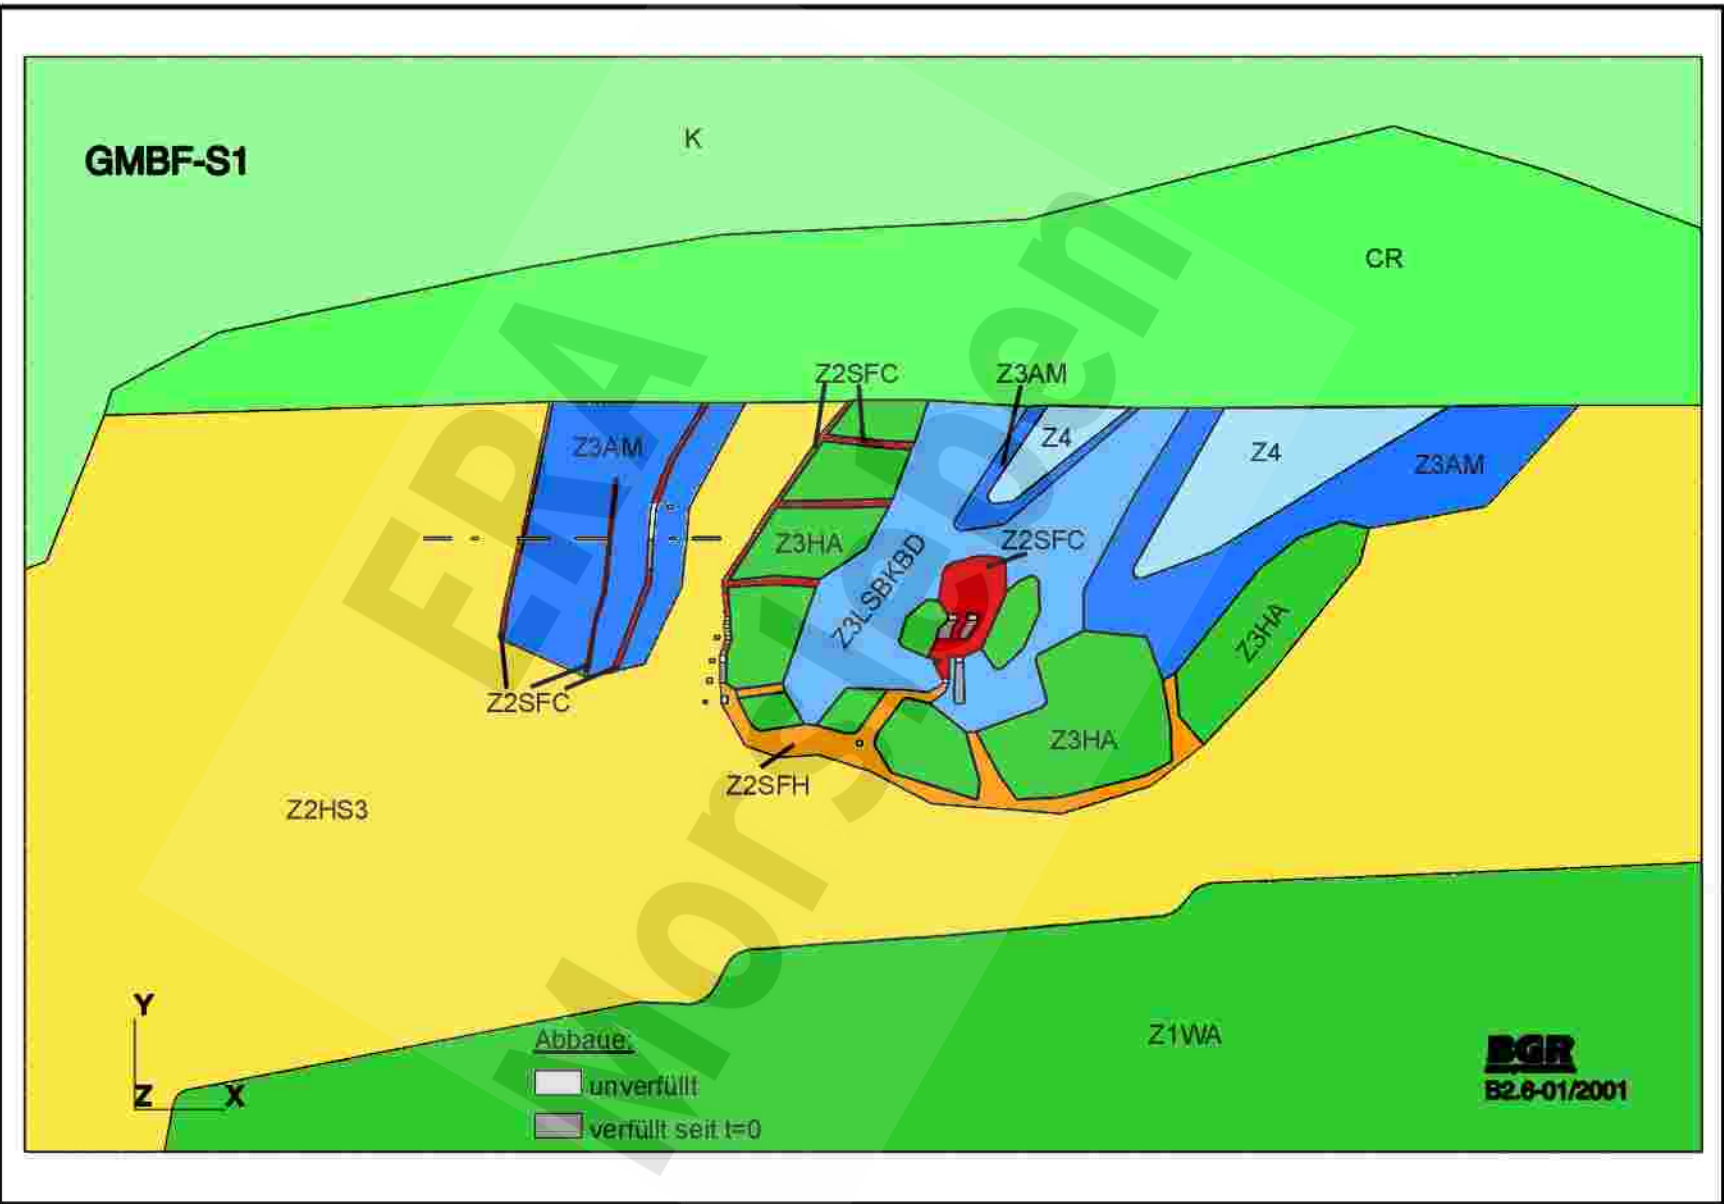 K
GMBF-S1
CR
Z2SFC
Z3AM
Z4
Z3AM
Z4
Z3AM
Z3HA
Z2SFC
Z3LSBKBD
Z3HA
Z2SFC
Z3HA
Z2SFH
Z2HS3
Y
Z
X
Abbaue:
unverfüllt
verfüllt seit t=0
Z1WA
BGR
B2.6-01/2001
ERA
Morsleben